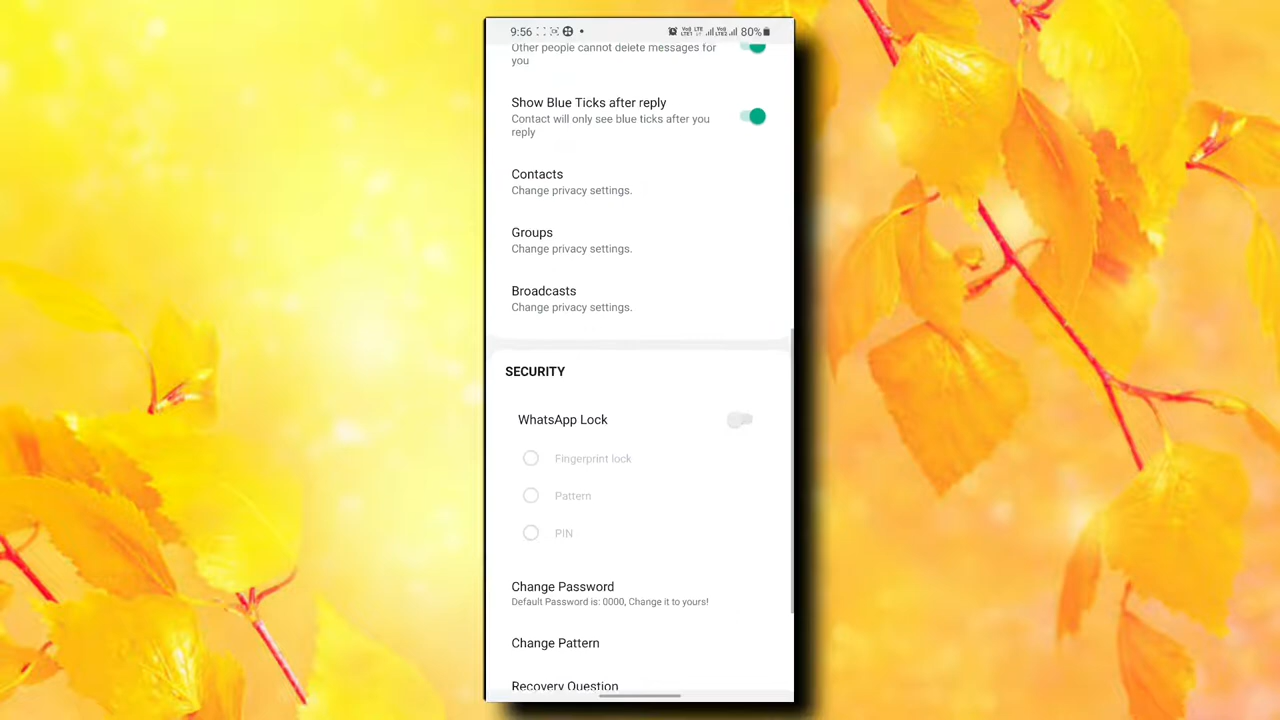 9:56
80%
Other people cannot delete messages for
you
Show Blue Ticks after reply
Contact will only see blue ticks after you
reply
Contacts
Change privacy settings.
Groups
Change privacy settings.
Broadcasts
Change privacy settings.
SECURITY
WhatsApp Lock
Fingerprint lock
Pattern
PIN
Change Password
Default Password is: 0000, Change it to yours!
Change Pattern
Recovery Question